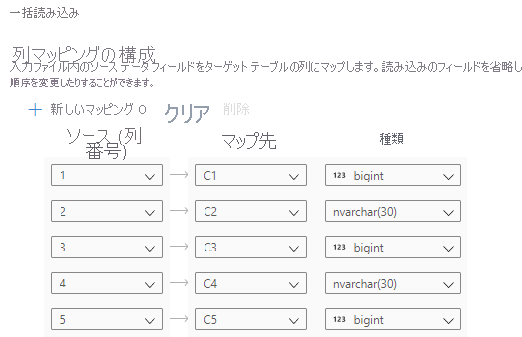 一括読み込み
列マッピングの構成
入力ファイル内のソース データ フィールドをターゲット テーブルの列にマップします。読み込みのフィールドを省略し
順序を変更したりすることができます。
+ 新しいマッピング 0 クリア 削除
ソース (列番号) マップ先 種類
1 → C1 123 bigint
2 → C2 nvarchar(30)
3 → C3 123 bigint
4 → C4 nvarchar(30)
5 → C5 123 bigint